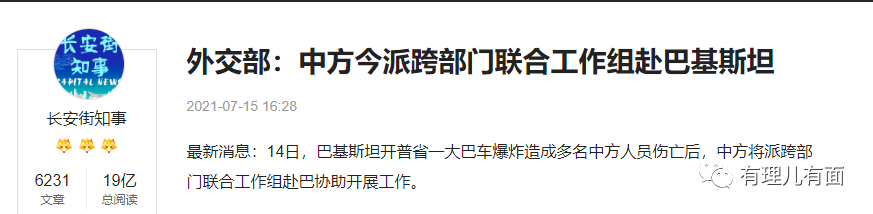 长安街
知事
CAPITAL NEWS
长安街知事
6231
19亿
文章
总阅读
外交部：中方今派跨部门联合工作组赴巴基斯坦
2021-07-15 16:28
最新消息：14日，巴基斯坦开普省一大巴车爆炸造成多名中方人员伤亡后，中方将派跨部
门联合工作组赴巴协助开展工作。
有理儿有面